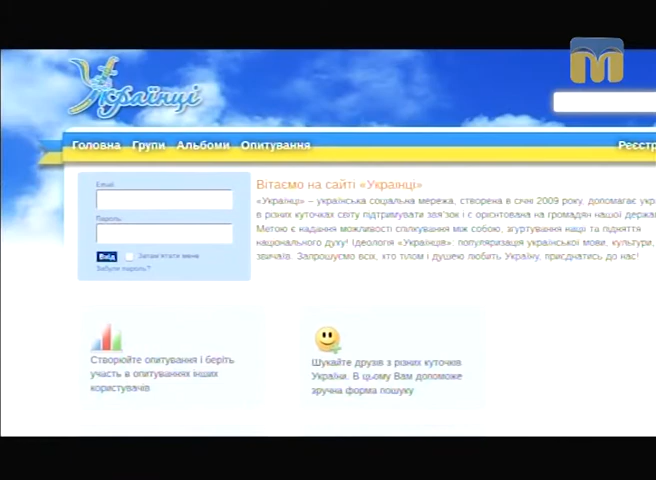 Українці
Головна Групи Альбоми Опитування Реєстр
Email:
Пароль:
Вхід Запам'ятати мене
Забули пароль?
Вітаємо на сайті «Українці»
«Українці» – українська соціальна мережа, створена в січні 2009 року, допомагає укр
в різних куточках світу підтримувати зв'язок і є орієнтована на громадян нашої держав
Метою є надання можливості спілкування між собою, згуртування нації та підняття
національного духу! Ідеологія «Українців»: популяризація української мови, культури,
звичаїв. Запрошуємо всіх, хто тілом і душею любить Україну, приєднатись до нас!
Створюйте опитування і беріть
участь в опитуваннях інших
користувачів
Шукайте друзів з різних куточків
України. В цьому Вам допоможе
зручна форма пошуку